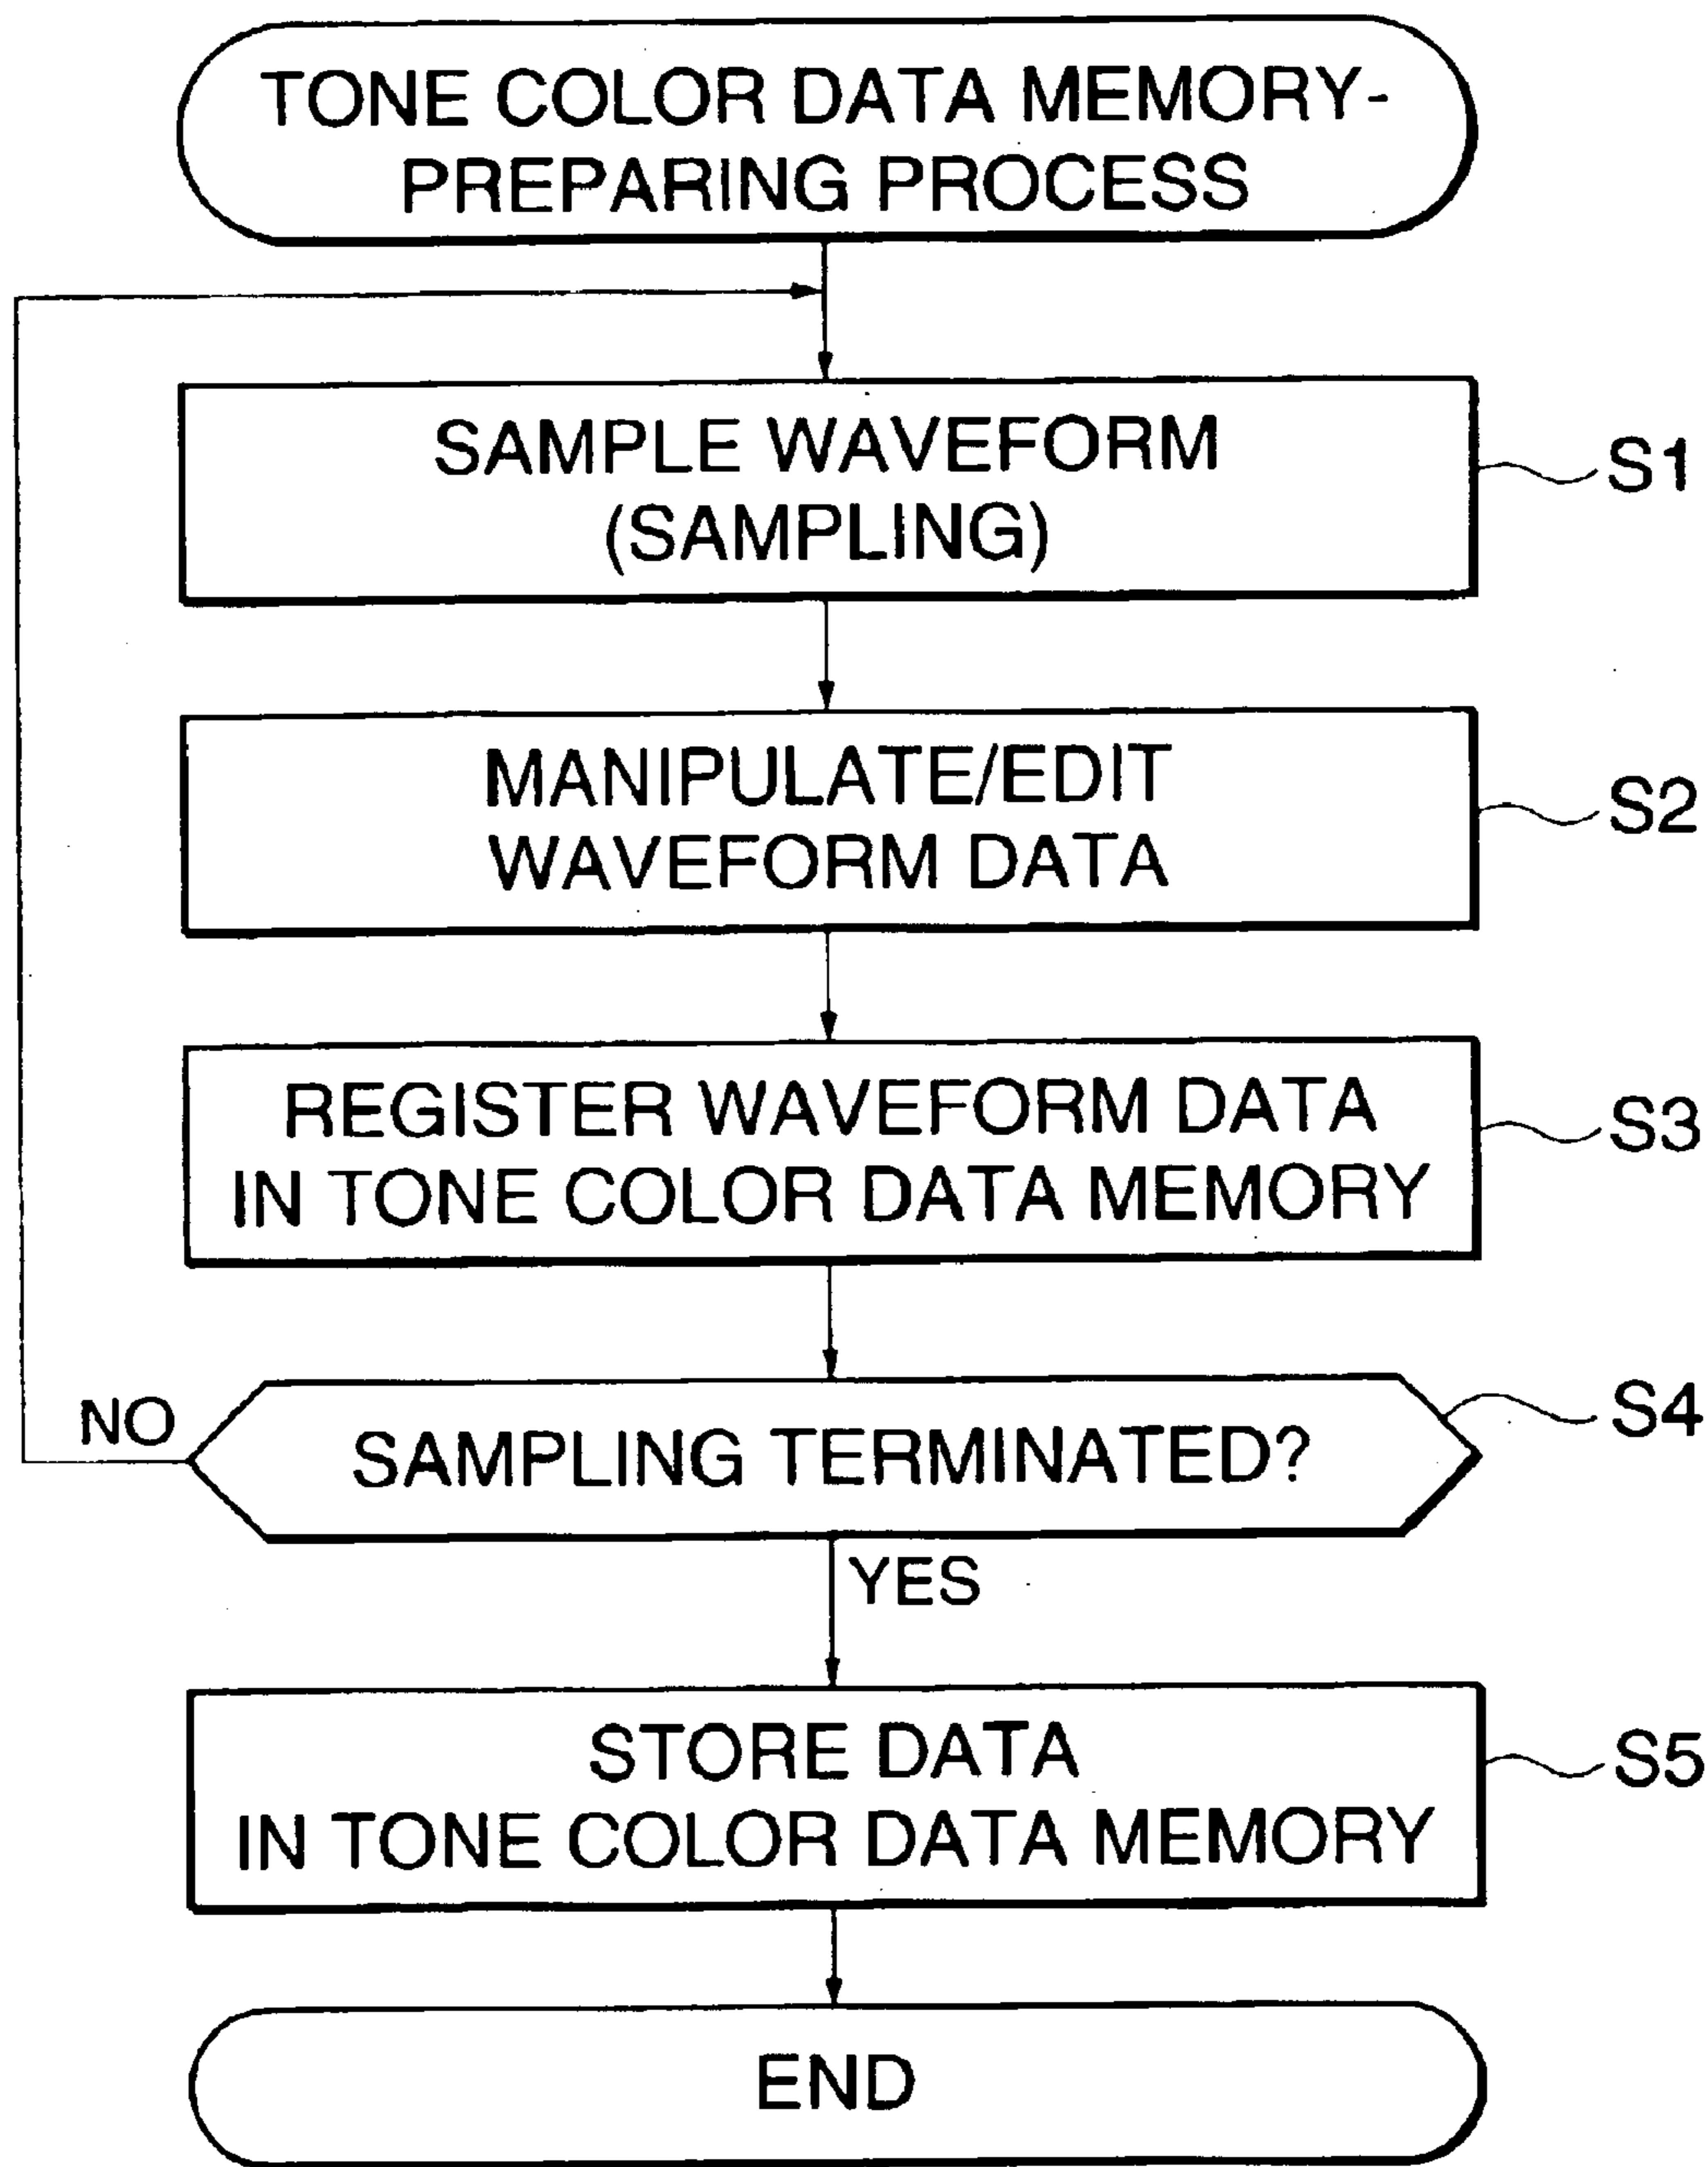 TONE COLOR DATA MEMORY-
PREPARING PROCESS
SAMPLE WAVEFORM
(SAMPLING)
S1
MANIPULATE/EDIT
WAVEFORM DATA
S2
REGISTER WAVEFORM DATA
IN TONE COLOR DATA MEMORY
S3
NO
SAMPLING TERMINATED?
S4
YES
STORE DATA
IN TONE COLOR DATA MEMORY
S5
END